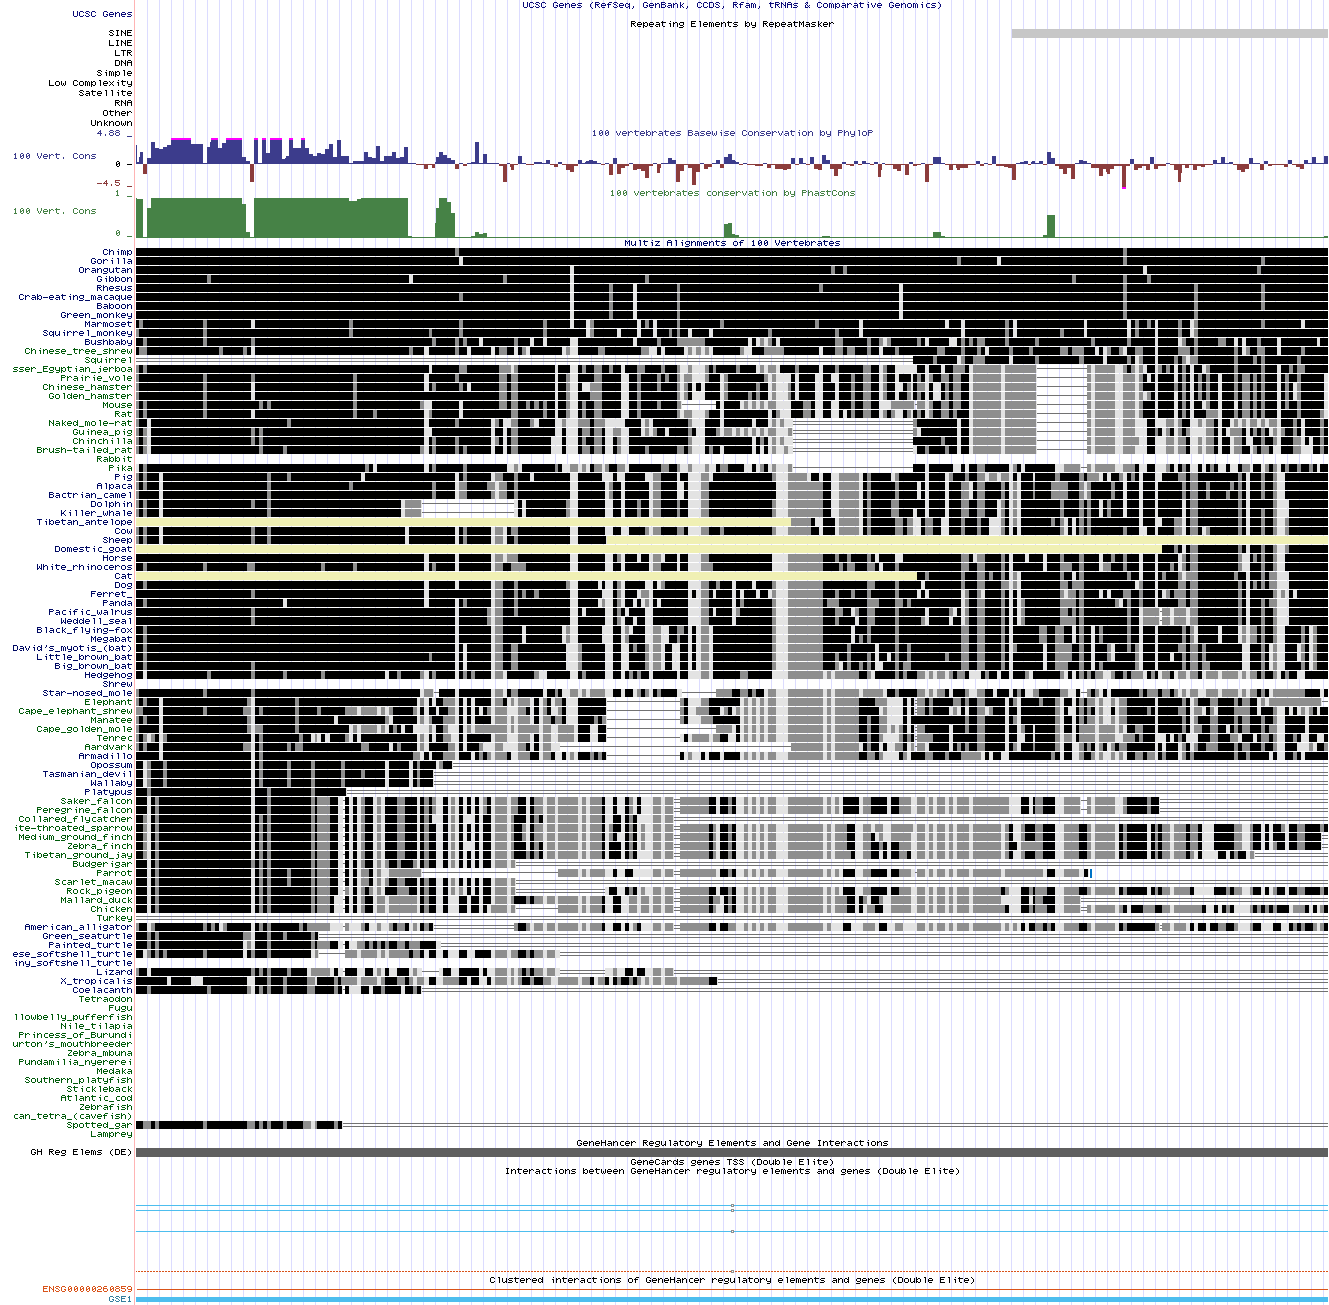 UCSC Genes (RefSeq, GenBank, CCDS, Rfam, tRNAs & Comparative Genomics)
UCSC Genes
Repeating Elements by RepeatMasker
SINE
LINE
LTR
DNA
Simple
Low Complexity
Satellite
RNA
Other
Unknown
4.88 _
100 vertebrates Basewise Conservation by PhyloP
100 Vert. Cons
0 _
-4.5 _
100 vertebrates conservation by PhastCons
1 _
100 Vert. Cons
0 _
Multiz Alignments of 100 Vertebrates
Chimp
Gorilla
Orangutan
Gibbon
Rhesus
Crab-eating_macaque
Baboon
Green_monkey
Marmoset
Squirrel_monkey
Bushbaby
Chinese_tree_shrew
Squirrel
sser_Egyptian_jerboa
Prairie_vole
Chinese_hamster
Golden_hamster
Mouse
Rat
Naked_mole-rat
Guinea_pig
Chinchilla
Brush-tailed_rat
Rabbit
Pika
Pig
Alpaca
Bactrian_camel
Dolphin
Killer_whale
Tibetan_antelope
Cow
Sheep
Domestic_goat
Horse
White_rhinoceros
Cat
Dog
Ferret_
Panda
Pacific_walrus
Weddell_seal
Black_flying-fox
Megabat
David's_myotis_(bat)
Little_brown_bat
Big_brown_bat
Hedgehog
Shrew
Star-nosed_mole
Elephant
Cape_elephant_shrew
Manatee
Cape_golden_mole
Tenrec
Aardvark
Armadillo
Opossum
Tasmanian_devil
Wallaby
Platypus
Saker_falcon
Peregrine_falcon
Collared_flycatcher
ite-throated_sparrow
Medium_ground_finch
Zebra_finch
Tibetan_ground_jay
Budgerigar
Parrot
Scarlet_macaw
Rock_pigeon
Mallard_duck
Chicken
Turkey
American_alligator
Green_seaturtle
Painted_turtle
ese_softshell_turtle
iny_softshell_turtle
Lizard
X_tropicalis
Coelacanth
Tetraodon
Fugu
llowbelly_pufferfish
Nile_tilapia
Princess_of_Burundi
urton's_mouthbreeder
Zebra_mbuna
Pundamilia_nyererei
Medaka
Southern_platyfish
Stickleback
Atlantic_cod
Zebrafish
can_tetra_(cavefish)
Spotted_gar
Lamprey
GeneHancer Regulatory Elements and Gene Interactions
GH Reg Elems (DE)
GeneCards genes TSS (Double Elite)
Interactions between GeneHancer regulatory elements and genes (Double Elite)
Clustered interactions of GeneHancer regulatory elements and genes (Double Elite)
ENSG00000260859
GSE1